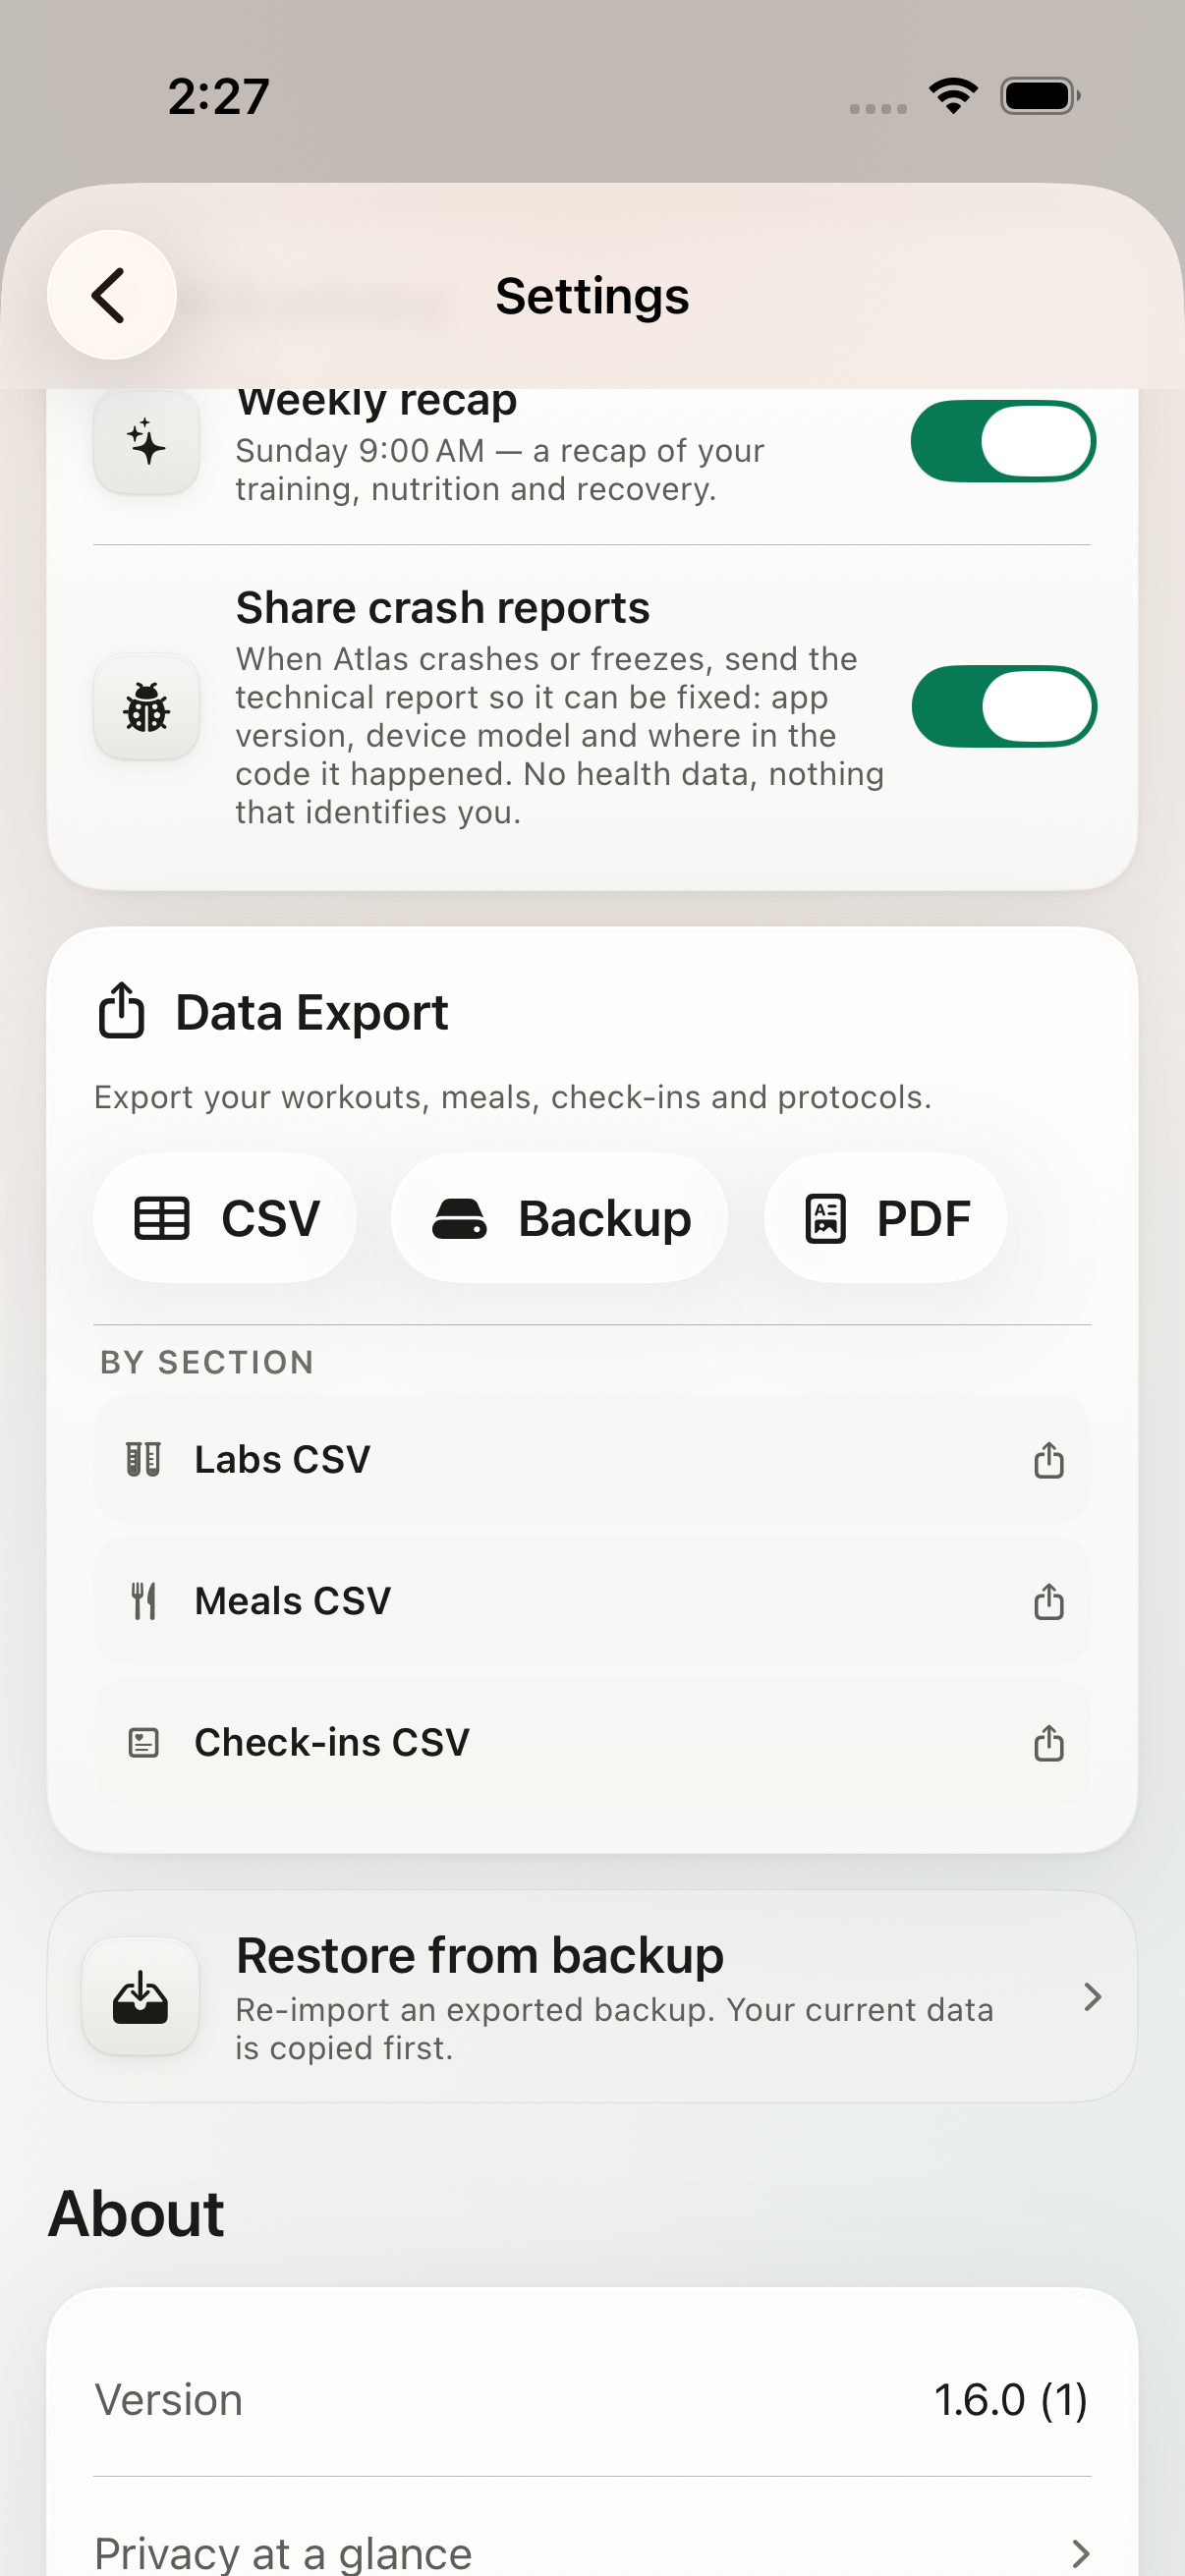 2:27
Settings
Weekly recap
Sunday 9:00 AM — a recap of your
training, nutrition and recovery.
Share crash reports
When Atlas crashes or freezes, send the
technical report so it can be fixed: app
version, device model and where in the
code it happened. No health data, nothing
that identifies you.
Data Export
Export your workouts, meals, check-ins and protocols.
CSV
Backup
PDF
BY SECTION
Labs CSV
Meals CSV
Check-ins CSV
Restore from backup
Re-import an exported backup. Your current data
is copied first.
About
Version
1.6.0 (1)
Privacy at a glance